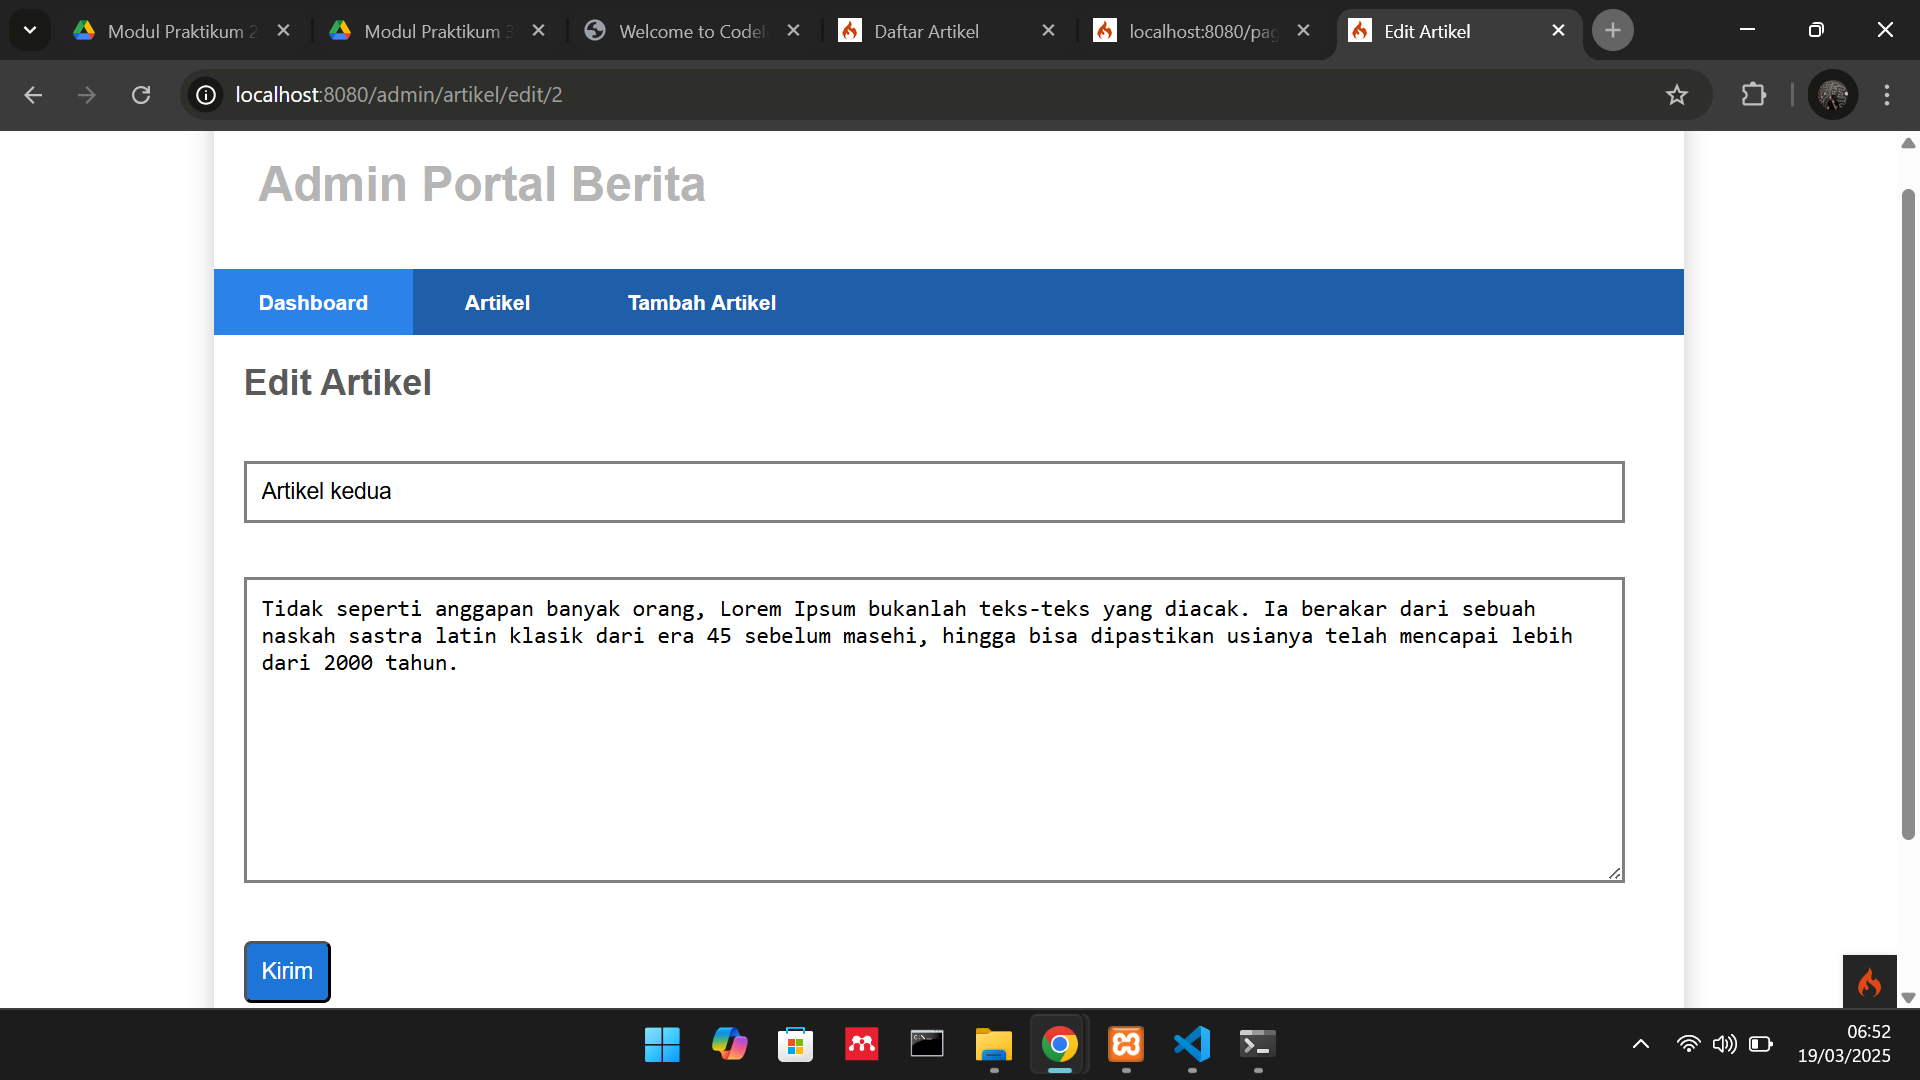 Modul Praktikum 2
Modul Praktikum 3
Welcome to CodeI
Daftar Artikel
localhost:8080/pag
Edit Artikel
localhost:8080/admin/artikel/edit/2
Admin Portal Berita
Dashboard
Artikel
Tambah Artikel
Edit Artikel
Artikel kedua
Tidak seperti anggapan banyak orang, Lorem Ipsum bukanlah teks-teks yang diacak. Ia berakar dari sebuah
naskah sastra latin klasik dari era 45 sebelum masehi, hingga bisa dipastikan usianya telah mencapai lebih
dari 2000 tahun.
Kirim
06:52
19/03/2025